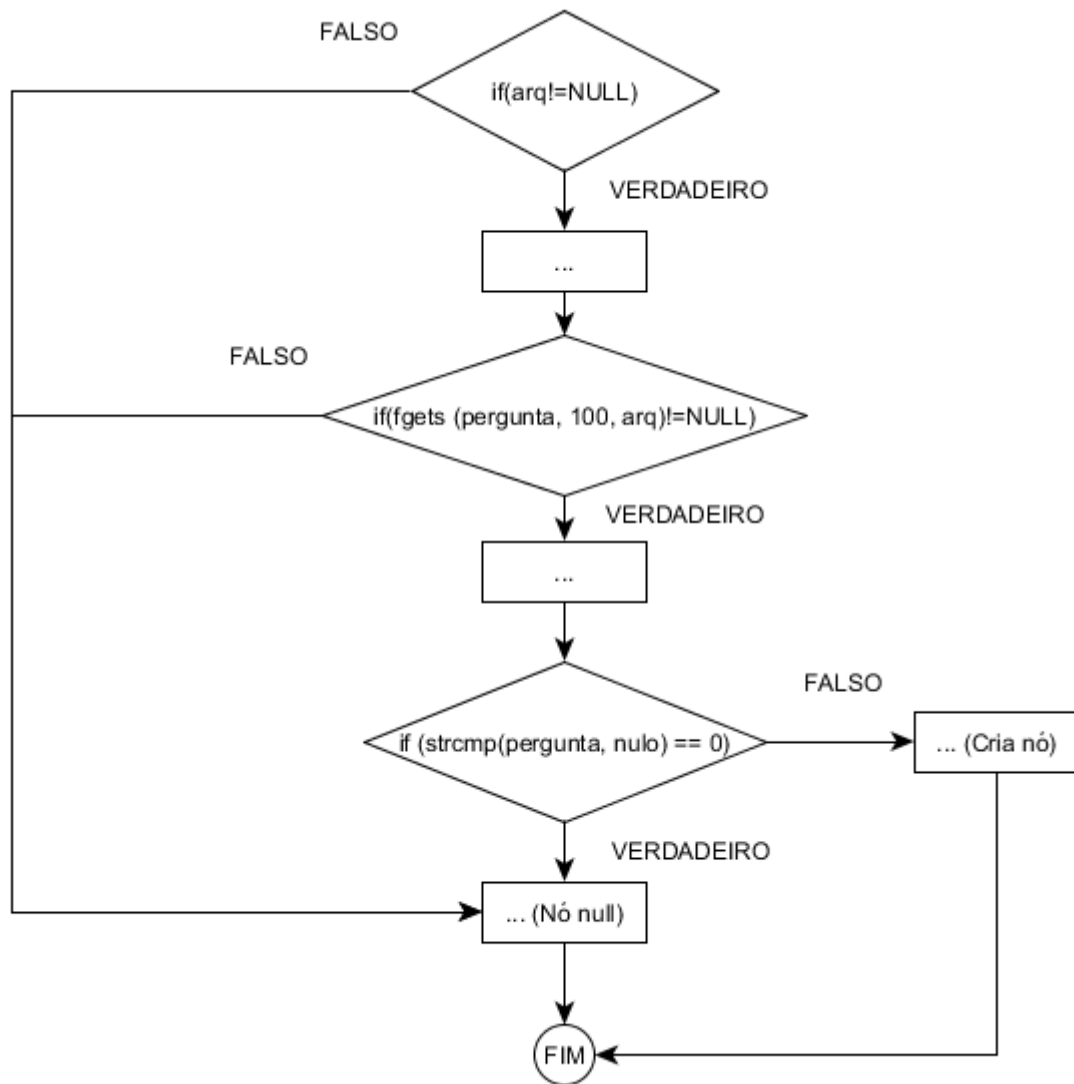 FALSO
if(arq!=NULL)
VERDADEIRO
...
FALSO
if(fgets (pergunta, 100, arq)!=NULL)
VERDADEIRO
...
FALSO
if (strcmp(pergunta, nulo) == 0)
... (Cria nó)
VERDADEIRO
... (Nó null)
FIM